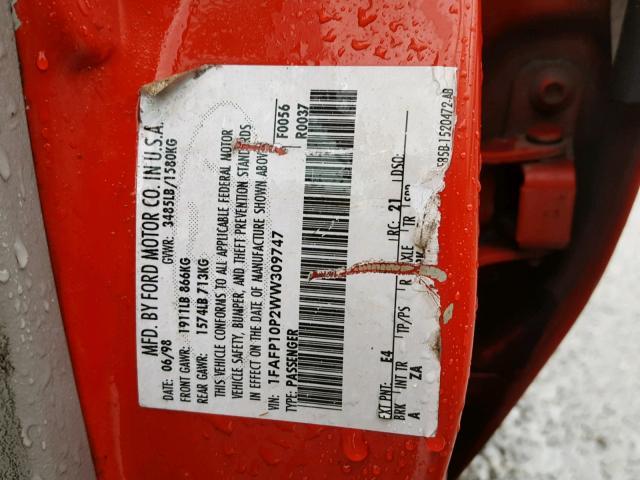 MFD. BY FORD MOTOR CO. IN U.S.A.
DATE: 06/98 GVWR: 3485LB/1580KG
FRONT GAWR: 1911LB 866KG
REAR GAWR: 1574LB 713KG
THIS VEHICLE CONFORMS TO ALL APPLICABLE FEDERAL MOTOR
VEHICLE SAFETY, BUMPER, AND THEFT PREVENTION STANDARDS
IN EFFECT ON THE DATE OF MANUFACTURE SHOWN ABOVE.
VIN: 1FAFP10P2WW309747 F0056
TYPE: PASSENGER R0037
EXT PNT: E4 RC: 21 DSO:
BRK INT TR TP/PS R AXLE TR
A ZA
F85B-1520472-AB